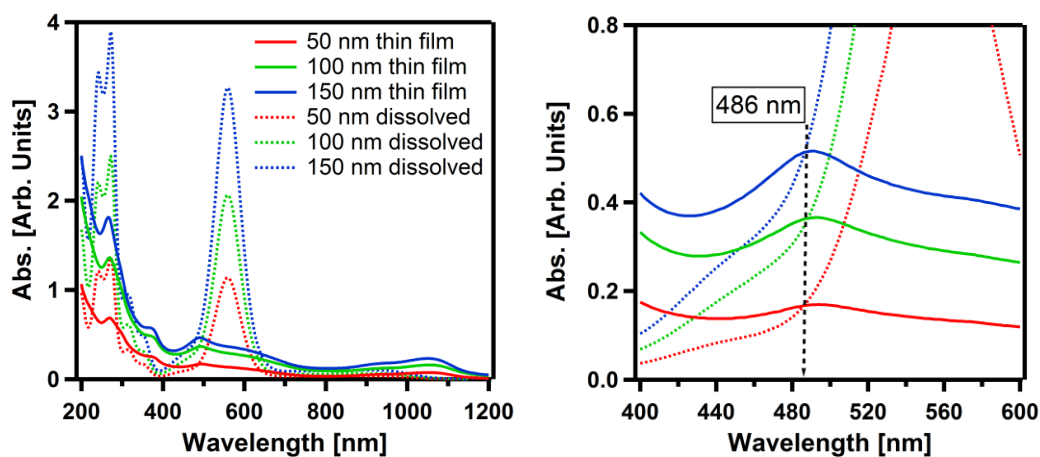 Abs. [Arb. Units]
4
3
2
1
0
50 nm thin film
100 nm thin film
150 nm thin film
50 nm dissolved
100 nm dissolved
150 nm dissolved
200 400 600 800 1000 1200
Wavelength [nm]
Abs. [Arb. Units]
0.8
0.6
0.4
0.2
0.0
486 nm
400 440 480 520 560 600
Wavelength [nm]